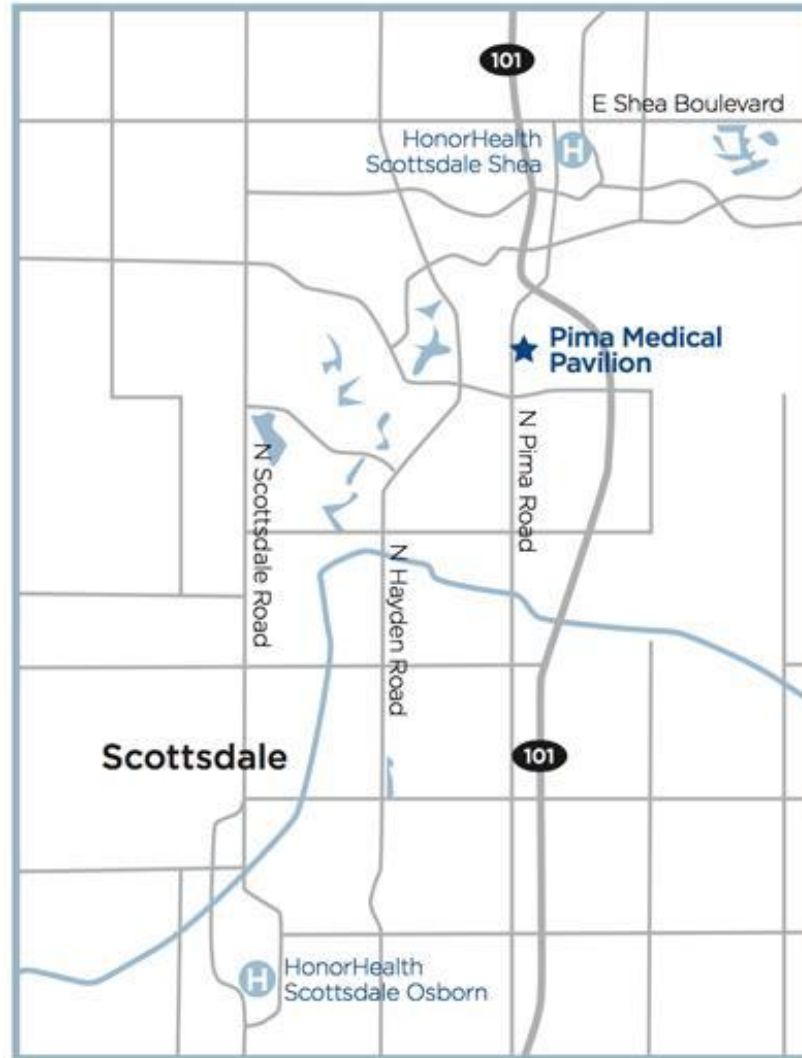 101
E Shea Boulevard
HonorHealth
Scottsdale Shea
H
Pima Medical
Pavilion
N Scottsdale Road
N Pima Road
N Hayden Road
Scottsdale
101
H
HonorHealth
Scottsdale Osborn